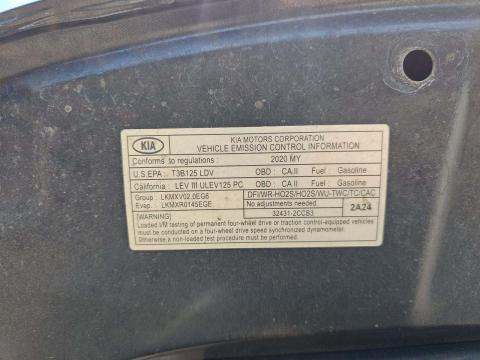 KIA
KIA MOTORS CORPORATION
VEHICLE EMISSION CONTROL INFORMATION
Conforms to regulations 2020 MY
U.S.EPA : T3B125 LDV OBD : CA II Fuel : Gasoline
California : LEV III ULEV125 PC OBD : CA II Fuel : Gasoline
Group : LKMXV02.0EG6 DFI/WR-HO2S/HO2S/WU-TWC/TC/CAC
Evap. : LKMXR0145EGE No adjustments needed. 2A24
32431-2CCB3
WARNING:
Loaded I/M testing of permanent four-wheel drive or traction control equipped vehicles
must be conducted on a four-wheel drive speed synchronized dynamometer.
Otherwise a non-loaded test must be performed.